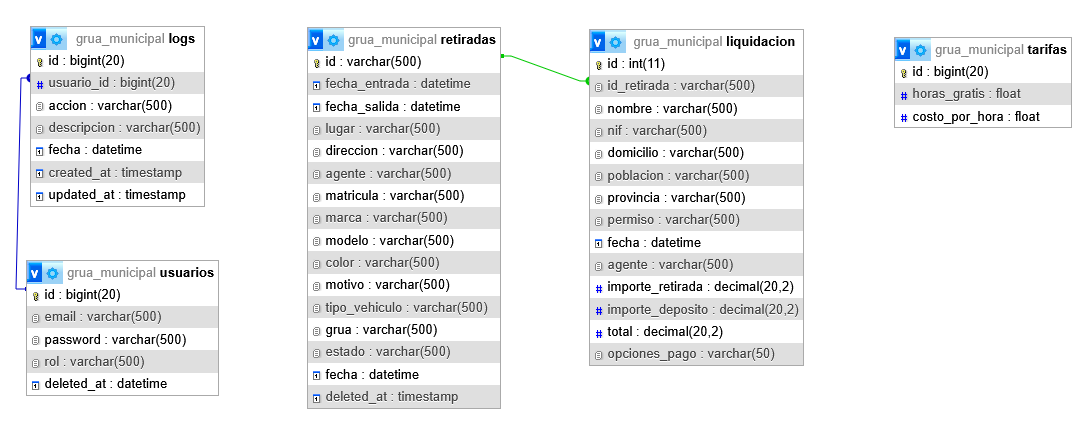 grua_municipal logs
id : bigint(20)
usuario_id : bigint(20)
accion : varchar(500)
descripcion : varchar(500)
fecha : datetime
created_at : timestamp
updated_at : timestamp
grua_municipal usuarios
id : bigint(20)
email : varchar(500)
password : varchar(500)
rol : varchar(500)
deleted_at : datetime
grua_municipal retiradas
id : varchar(500)
fecha_entrada : datetime
fecha_salida : datetime
lugar : varchar(500)
direccion : varchar(500)
agente : varchar(500)
matricula : varchar(500)
marca : varchar(500)
modelo : varchar(500)
color : varchar(500)
motivo : varchar(500)
tipo_vehiculo : varchar(500)
grua : varchar(500)
estado : varchar(500)
fecha : datetime
deleted_at : timestamp
grua_municipal liquidacion
id : int(11)
id_retirada : varchar(500)
nombre : varchar(500)
nif : varchar(500)
domicilio : varchar(500)
poblacion : varchar(500)
provincia : varchar(500)
permiso : varchar(500)
fecha : datetime
agente : varchar(500)
importe_retirada : decimal(20,2)
importe_deposito : decimal(20,2)
total : decimal(20,2)
opciones_pago : varchar(50)
grua_municipal tarifas
id : bigint(20)
horas_gratis : float
costo_por_hora : float